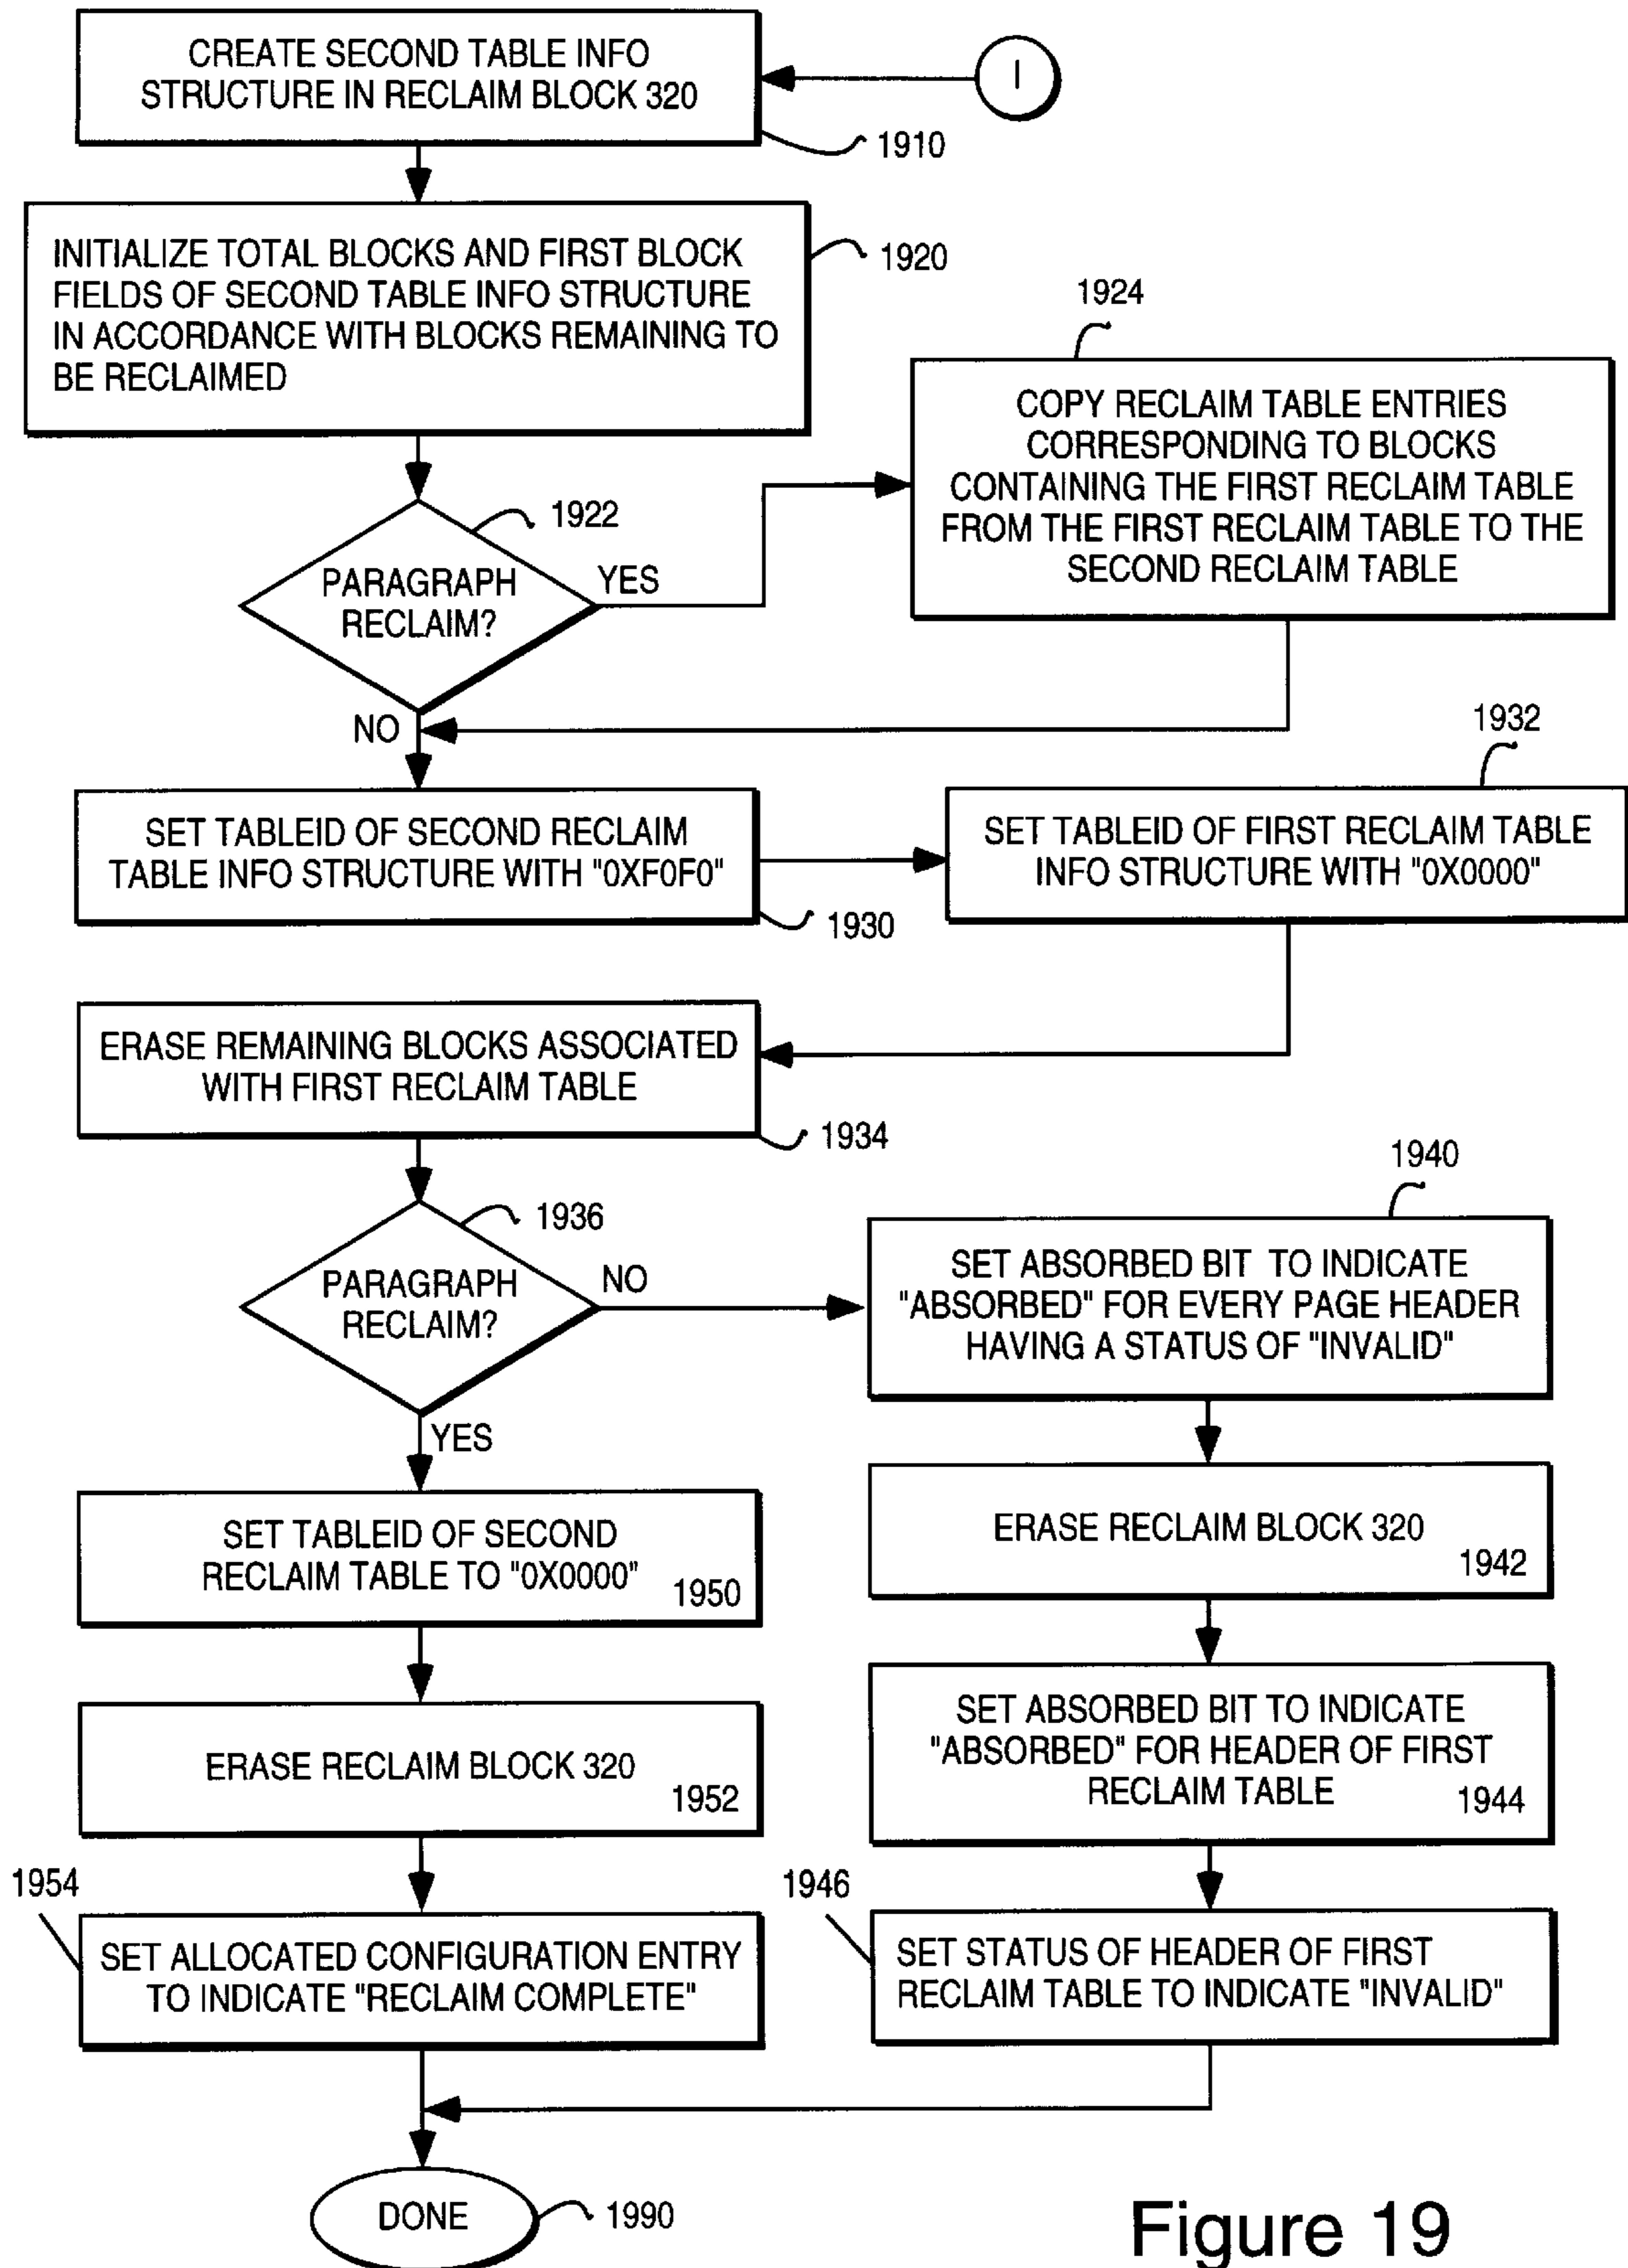 CREATE SECOND TABLE INFO
STRUCTURE IN RECLAIM BLOCK 320
I
1910
INITIALIZE TOTAL BLOCKS AND FIRST BLOCK
FIELDS OF SECOND TABLE INFO STRUCTURE
IN ACCORDANCE WITH BLOCKS REMAINING TO
BE RECLAIMED
1920
1924
COPY RECLAIM TABLE ENTRIES
CORRESPONDING TO BLOCKS
CONTAINING THE FIRST RECLAIM TABLE
FROM THE FIRST RECLAIM TABLE TO THE
SECOND RECLAIM TABLE
1922
PARAGRAPH
RECLAIM?
YES
NO
1932
SET TABLEID OF SECOND RECLAIM
TABLE INFO STRUCTURE WITH "0XF0F0"
1930
SET TABLEID OF FIRST RECLAIM TABLE
INFO STRUCTURE WITH "0X0000"
ERASE REMAINING BLOCKS ASSOCIATED
WITH FIRST RECLAIM TABLE
1934
1936
PARAGRAPH
RECLAIM?
NO
YES
1940
SET ABSORBED BIT TO INDICATE
"ABSORBED" FOR EVERY PAGE HEADER
HAVING A STATUS OF "INVALID"
SET TABLEID OF SECOND
RECLAIM TABLE TO "0X0000"
1950
ERASE RECLAIM BLOCK 320
1942
ERASE RECLAIM BLOCK 320
1952
SET ABSORBED BIT TO INDICATE
"ABSORBED" FOR HEADER OF FIRST
RECLAIM TABLE
1944
1954
SET ALLOCATED CONFIGURATION ENTRY
TO INDICATE "RECLAIM COMPLETE"
1946
SET STATUS OF HEADER OF FIRST
RECLAIM TABLE TO INDICATE "INVALID"
DONE
1990
Figure 19